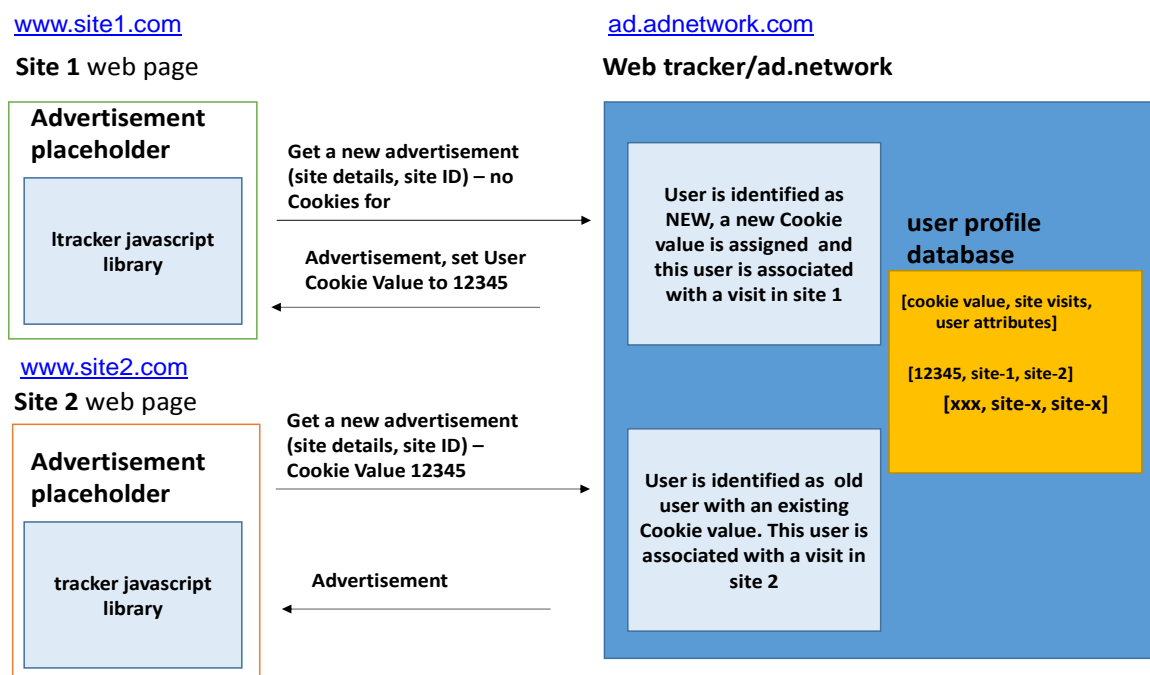 www.site1.com
Site 1 web page
Advertisement
placeholder
ltracker javascript
library
Get a new advertisement
(site details, site ID) – no
Cookies for
Advertisement, set User
Cookie Value to 12345
www.site2.com
Site 2 web page
Advertisement
placeholder
tracker javascript
library
Get a new advertisement
(site details, site ID) –
Cookie Value 12345
Advertisement
ad.adnetwork.com
Web tracker/ad.network
User is identified as
NEW, a new Cookie
value is assigned and
this user is associated
with a visit in site 1
user profile
database
[cookie value, site visits,
user attributes]
[12345, site-1, site-2]
[xxx, site-x, site-x]
User is identified as old
user with an existing
Cookie value. This user is
associated with a visit in
site 2